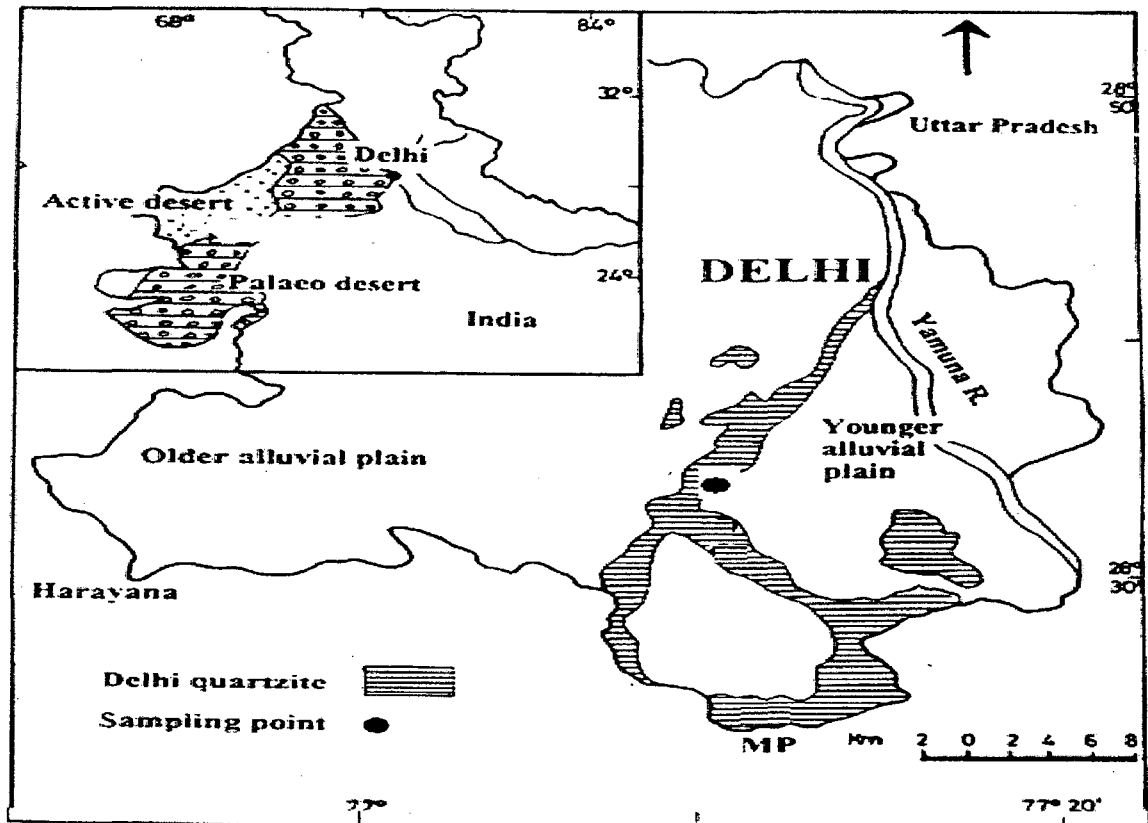 68°
84°
32°
Delhi
Active desert
Palaeo desert
24°
India
28°
50'
Uttar Pradesh
DELHI
Yamuna R.
Older alluvial plain
Younger
alluvial
plain
28°
30'
Harayana
Delhi quartzite
Sampling point
MP
Km 2 0 2 4 6 8
77°
77° 20'